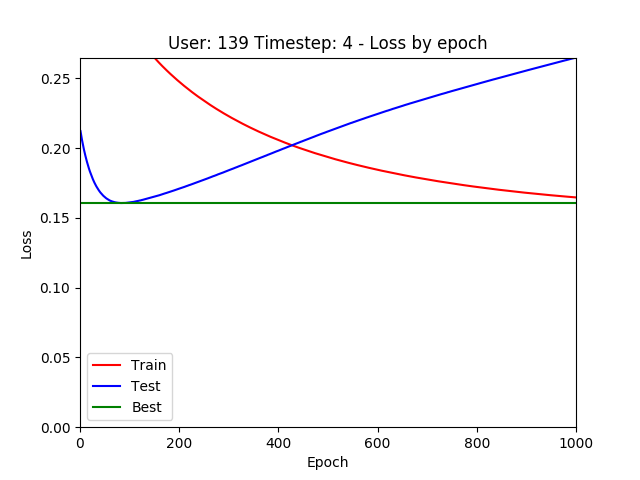 User: 139 Timestep: 4 - Loss by epoch
Loss
0.25
0.20
0.15
0.10
0.05
0.00
Train
Test
Best
0 200 400 600 800 1000
Epoch